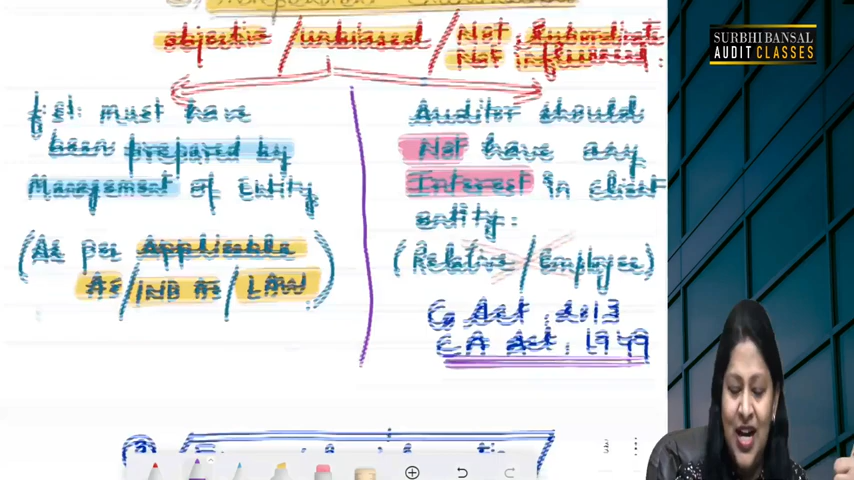 objective / unbiased / Not Subordinate
Not influenced.
f.st. must have
been prepared by
Management of Entity
(As per Applicable
AS / IND AS / LAW)
Auditor should
Not have any
Interest in client
entity.
(Relative / Employee)
Co Act, 2013
CA Act, 1949
SURBHI BANSAL
AUDIT CLASSES